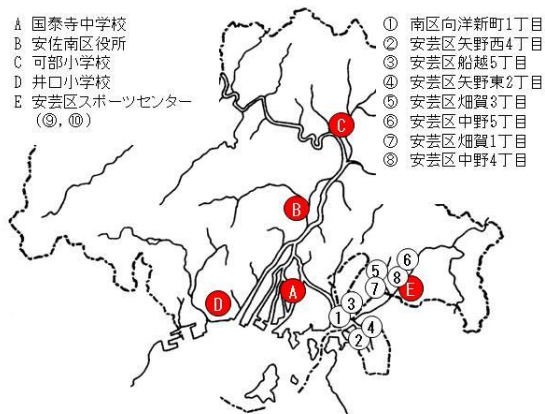 A 国泰寺中学校
B 安佐南区役所
C 可部小学校
D 井口小学校
E 安芸区スポーツセンター
(⑨,⑩)
① 南区向洋新町1丁目
② 安芸区矢野西4丁目
③ 安芸区船越5丁目
④ 安芸区矢野東2丁目
⑤ 安芸区畑賀3丁目
⑥ 安芸区中野5丁目
⑦ 安芸区畑賀1丁目
⑧ 安芸区中野4丁目
C
B
⑥
⑤
⑧
⑦
E
A
D
③
①
④
②